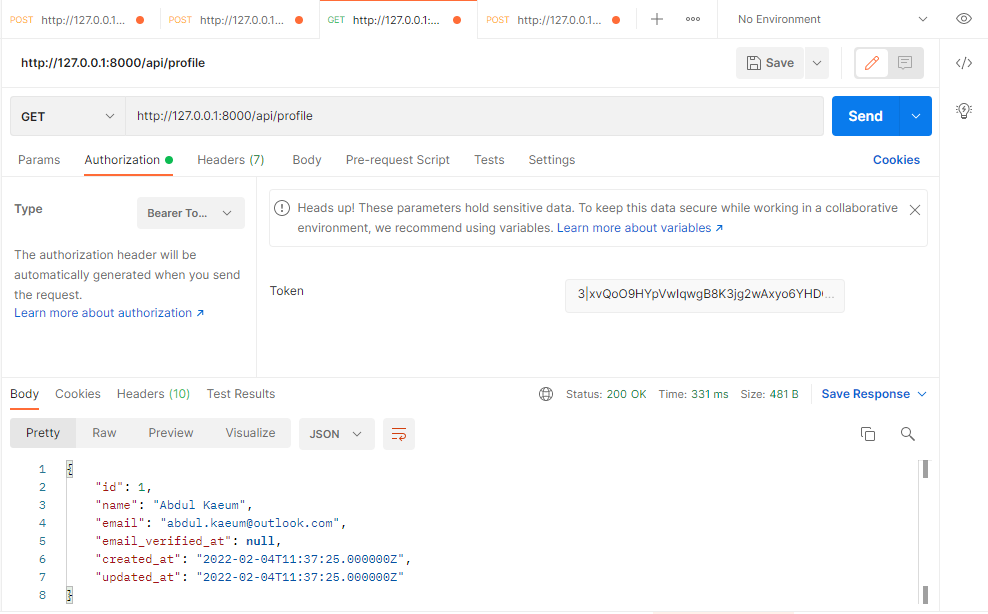 POST http://127.0.0.1... POST http://127.0.0.1... GET http://127.0.0.1:... POST http://127.0.0.1... No Environment
http://127.0.0.1:8000/api/profile Save
GET http://127.0.0.1:8000/api/profile Send
Params Authorization Headers (7) Body Pre-request Script Tests Settings Cookies
Type Bearer To...
The authorization header will be
automatically generated when you send
the request.
Learn more about authorization ↗
Heads up! These parameters hold sensitive data. To keep this data secure while working in a collaborative
environment, we recommend using variables. Learn more about variables ↗
Token 3|xvQoO9HYpVwIqwgB8K3jg2wAxyo6YHD...
Body Cookies Headers (10) Test Results Status: 200 OK Time: 331 ms Size: 481 B Save Response
Pretty Raw Preview Visualize JSON
1 {
2 "id": 1,
3 "name": "Abdul Kaeum",
4 "email": "abdul.kaeum@outlook.com",
5 "email_verified_at": null,
6 "created_at": "2022-02-04T11:37:25.000000Z",
7 "updated_at": "2022-02-04T11:37:25.000000Z"
8 }